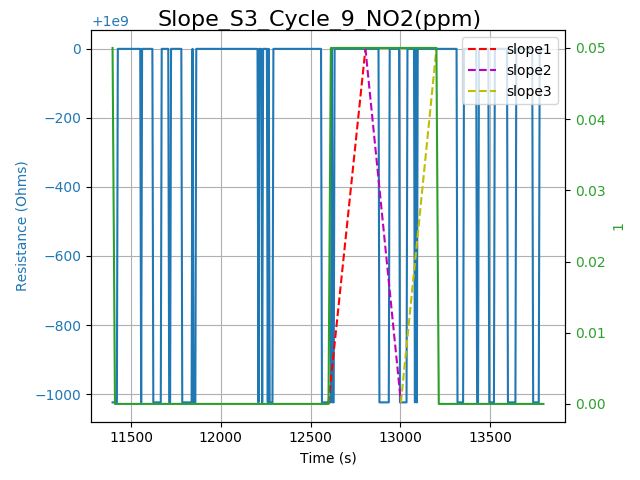 Slope_S3_Cycle_9_NO2(ppm)
+1e9
0
−200
−400
−600
−800
−1000
Resistance (Ohms)
11500
12000
12500
13000
13500
Time (s)
0.05
0.04
0.03
0.02
0.01
0.00
1
slope1
slope2
slope3